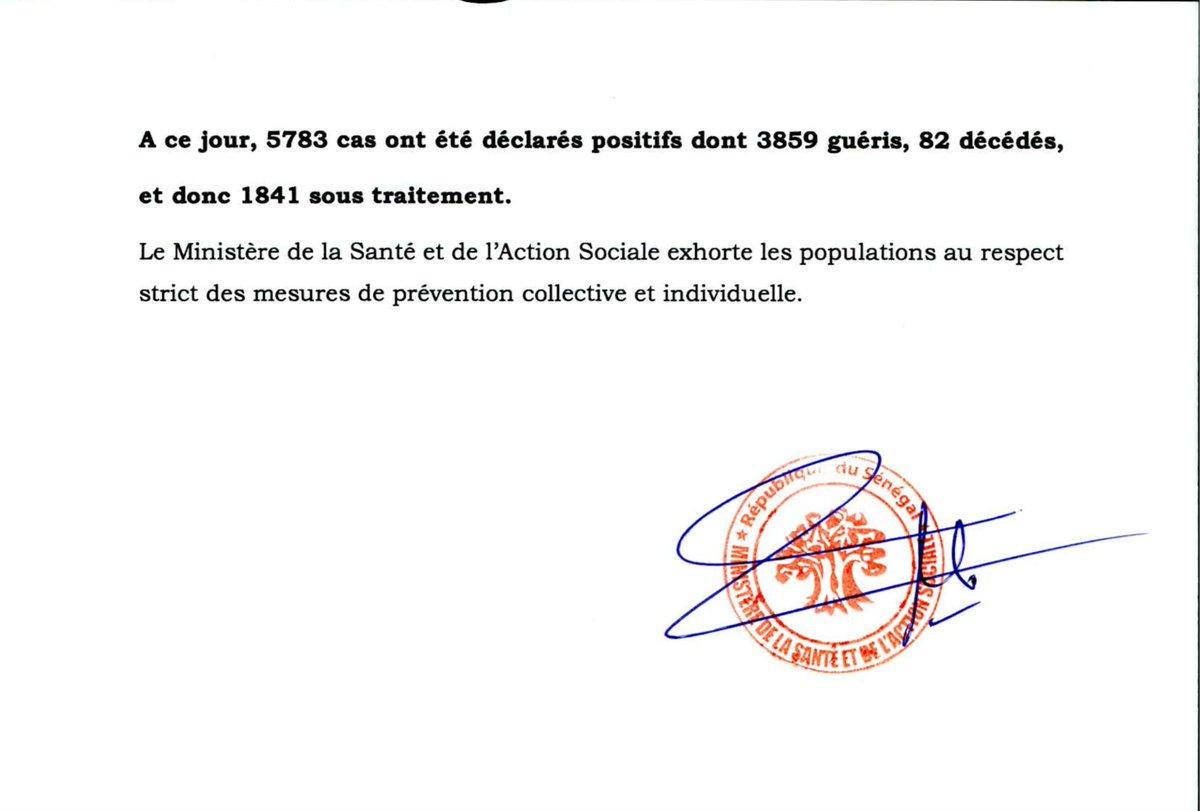 A ce jour, 5783 cas ont été déclarés positifs dont 3859 guéris, 82 décédés,
et donc 1841 sous traitement.
Le Ministère de la Santé et de l'Action Sociale exhorte les populations au respect
strict des mesures de prévention collective et individuelle.
République du Sénégal
MINISTÈRE DE LA SANTÉ ET DE L'ACTION SOCIALE